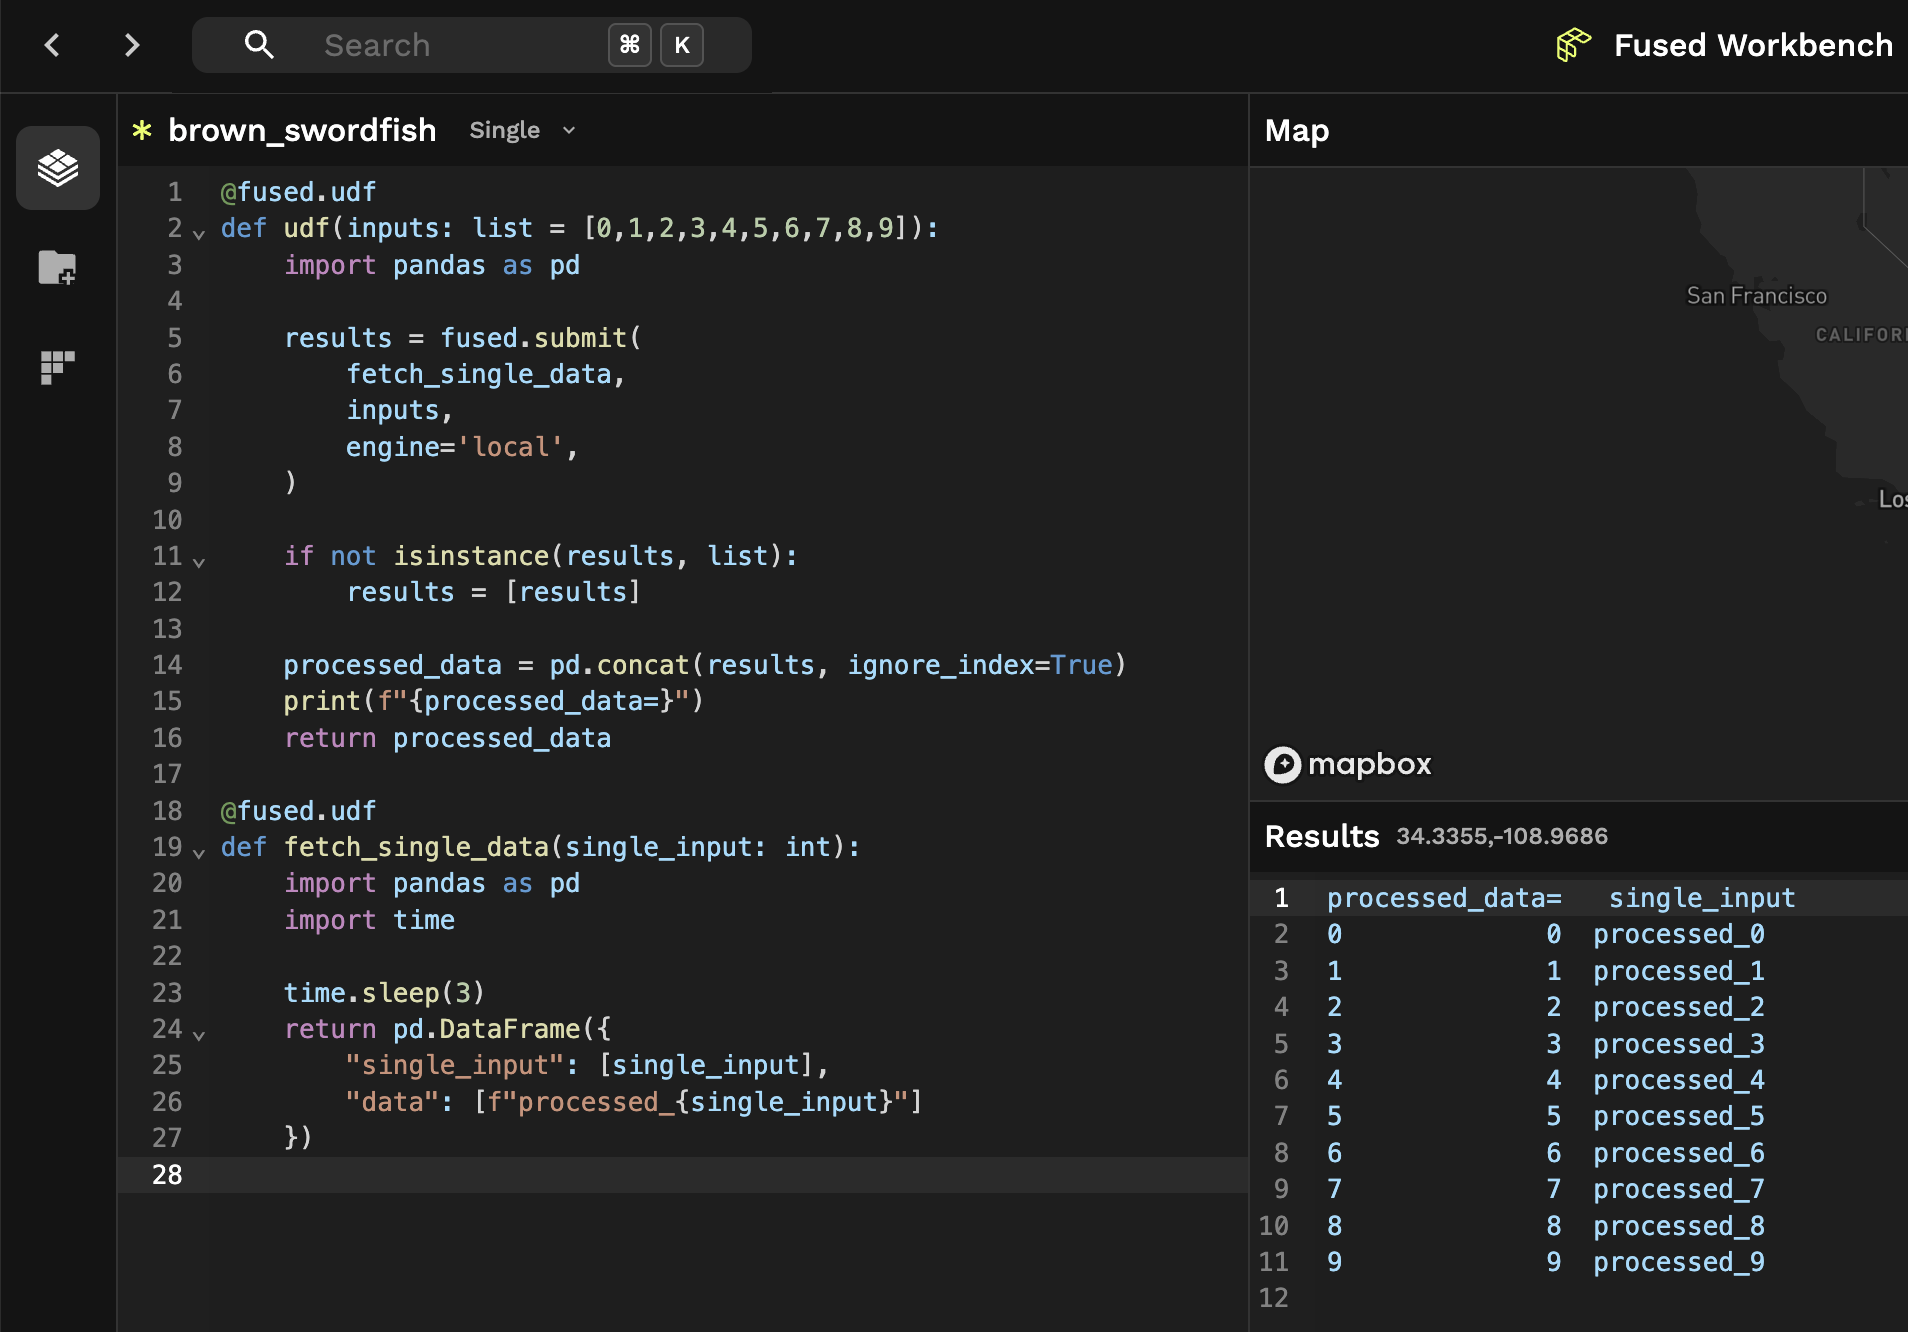 Search ⌘ K
Fused Workbench
* brown_swordfish Single
1 @fused.udf
2 def udf(inputs: list = [0,1,2,3,4,5,6,7,8,9]):
3     import pandas as pd
4
5     results = fused.submit(
6         fetch_single_data,
7         inputs,
8         engine='local',
9     )
10
11     if not isinstance(results, list):
12         results = [results]
13
14     processed_data = pd.concat(results, ignore_index=True)
15     print(f"{processed_data=}")
16     return processed_data
17
18 @fused.udf
19 def fetch_single_data(single_input: int):
20     import pandas as pd
21     import time
22
23     time.sleep(3)
24     return pd.DataFrame({
25         "single_input": [single_input],
26         "data": [f"processed_{single_input}"]
27     })
28
Map
San Francisco
CALIFOR
Los
mapbox
Results 34.3355,-108.9686
1 processed_data=   single_input
2 0             0  processed_0
3 1             1  processed_1
4 2             2  processed_2
5 3             3  processed_3
6 4             4  processed_4
7 5             5  processed_5
8 6             6  processed_6
9 7             7  processed_7
10 8             8  processed_8
11 9             9  processed_9
12